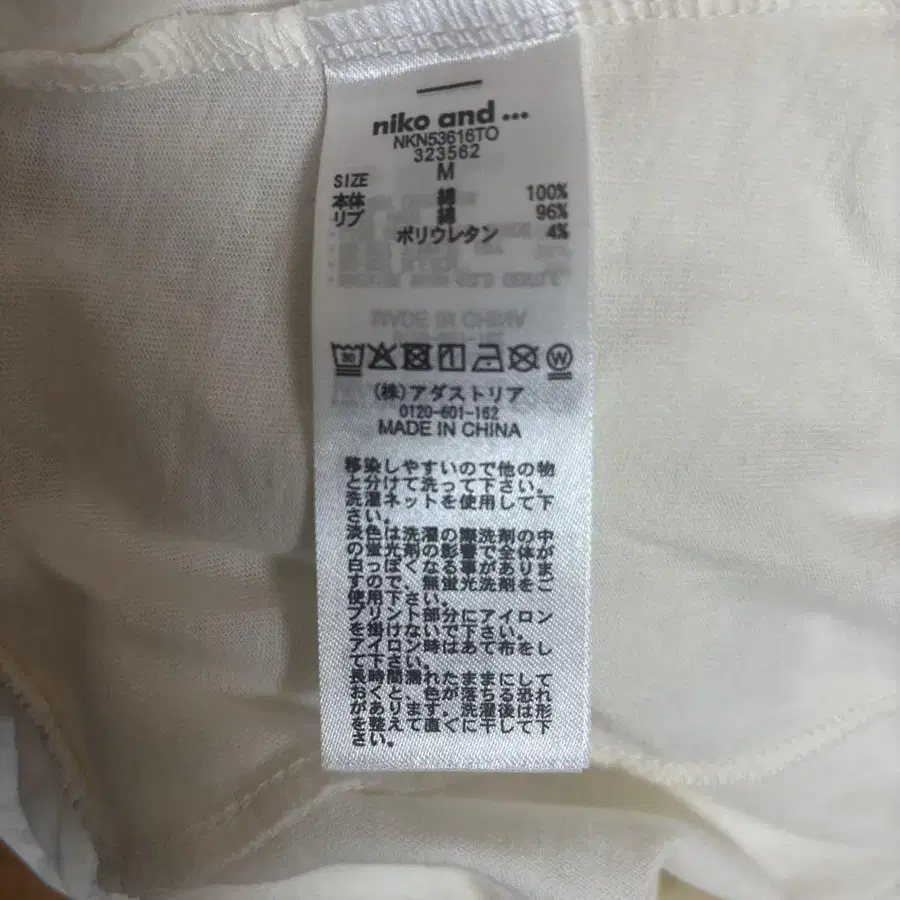 niko and ...
NKN53616TO
323562
SIZE M
本体 綿 100%
リブ 綿 96%
ポリウレタン 4%
MADE IN CHINA
30 W
(株)アダストリア
0120-601-162
MADE IN CHINA
移染しやすいので他の物
と分けて洗って下さい。
洗濯ネットを使用して下
さい。
淡色は洗濯の際洗剤の中
の蛍光剤の影響で全体が
白っぽくなる事がありま
すので、無蛍光洗剤をご
使用下さい。
プリント部分にアイロン
を掛けないで下さい。
アイロン時はあて布をし
て下さい。
長時間濡れたままにして
おくと、色が落ちる恐れ
があります。洗濯後は形
を整えて直ぐに干して下
さい。